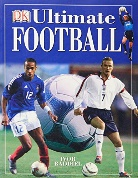 DK Ultimate
FOOTBALL
IVOR BADDIEL